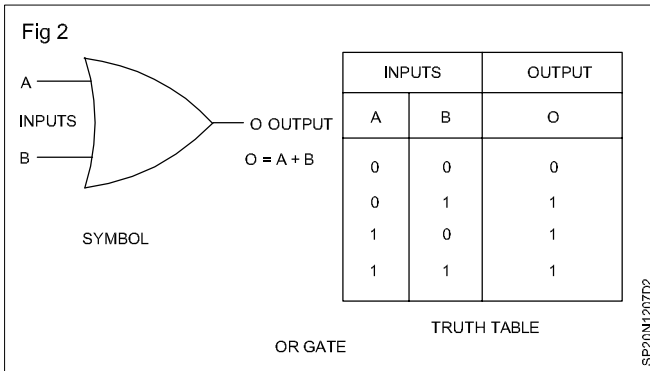 Fig 2
A
INPUTS
B
O OUTPUT
O = A + B
SYMBOL
INPUTS OUTPUT
A B O
0 0 0
0 1 1
1 0 1
1 1 1
TRUTH TABLE
OR GATE
SP20N1207D2